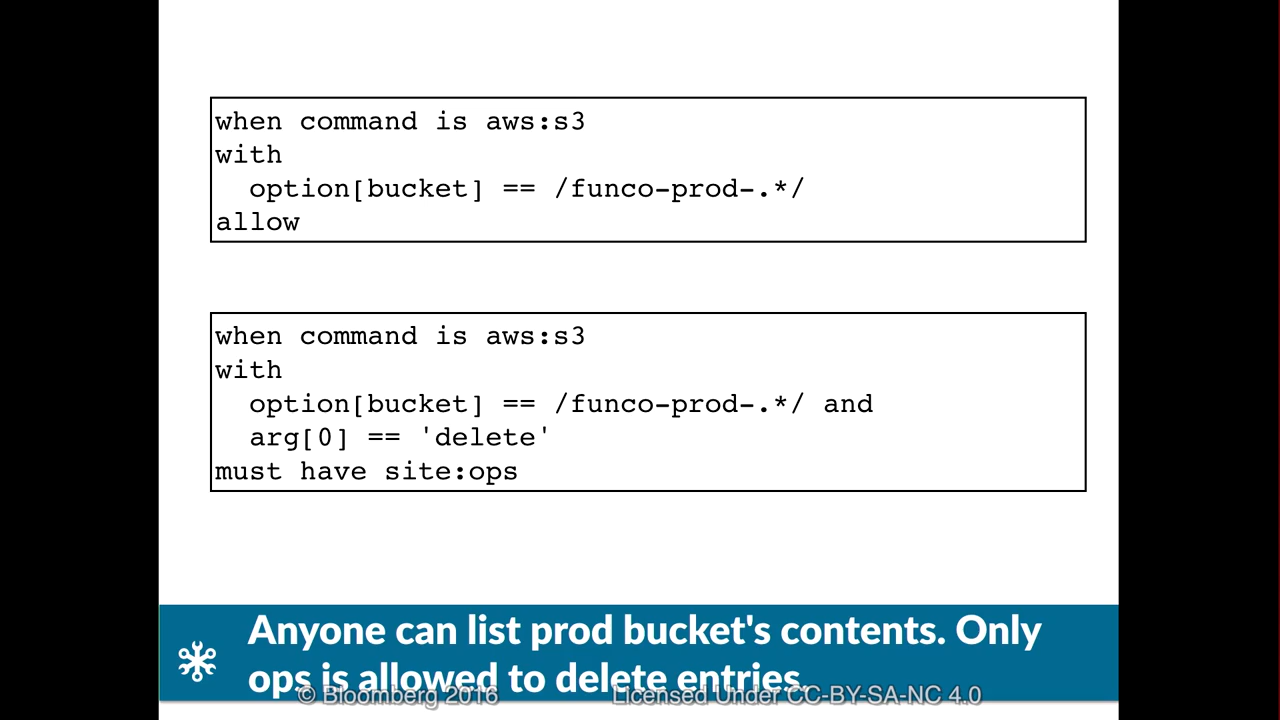 when command is aws:s3
with
option[bucket] == /funco-prod-.*/
allow
when command is aws:s3
with
option[bucket] == /funco-prod-.*/ and
arg[0] == 'delete'
must have site:ops
Anyone can list prod bucket's contents. Only
ops is allowed to delete entries.
© Bloomberg 2016
Licensed Under CC-BY-SA-NC 4.0